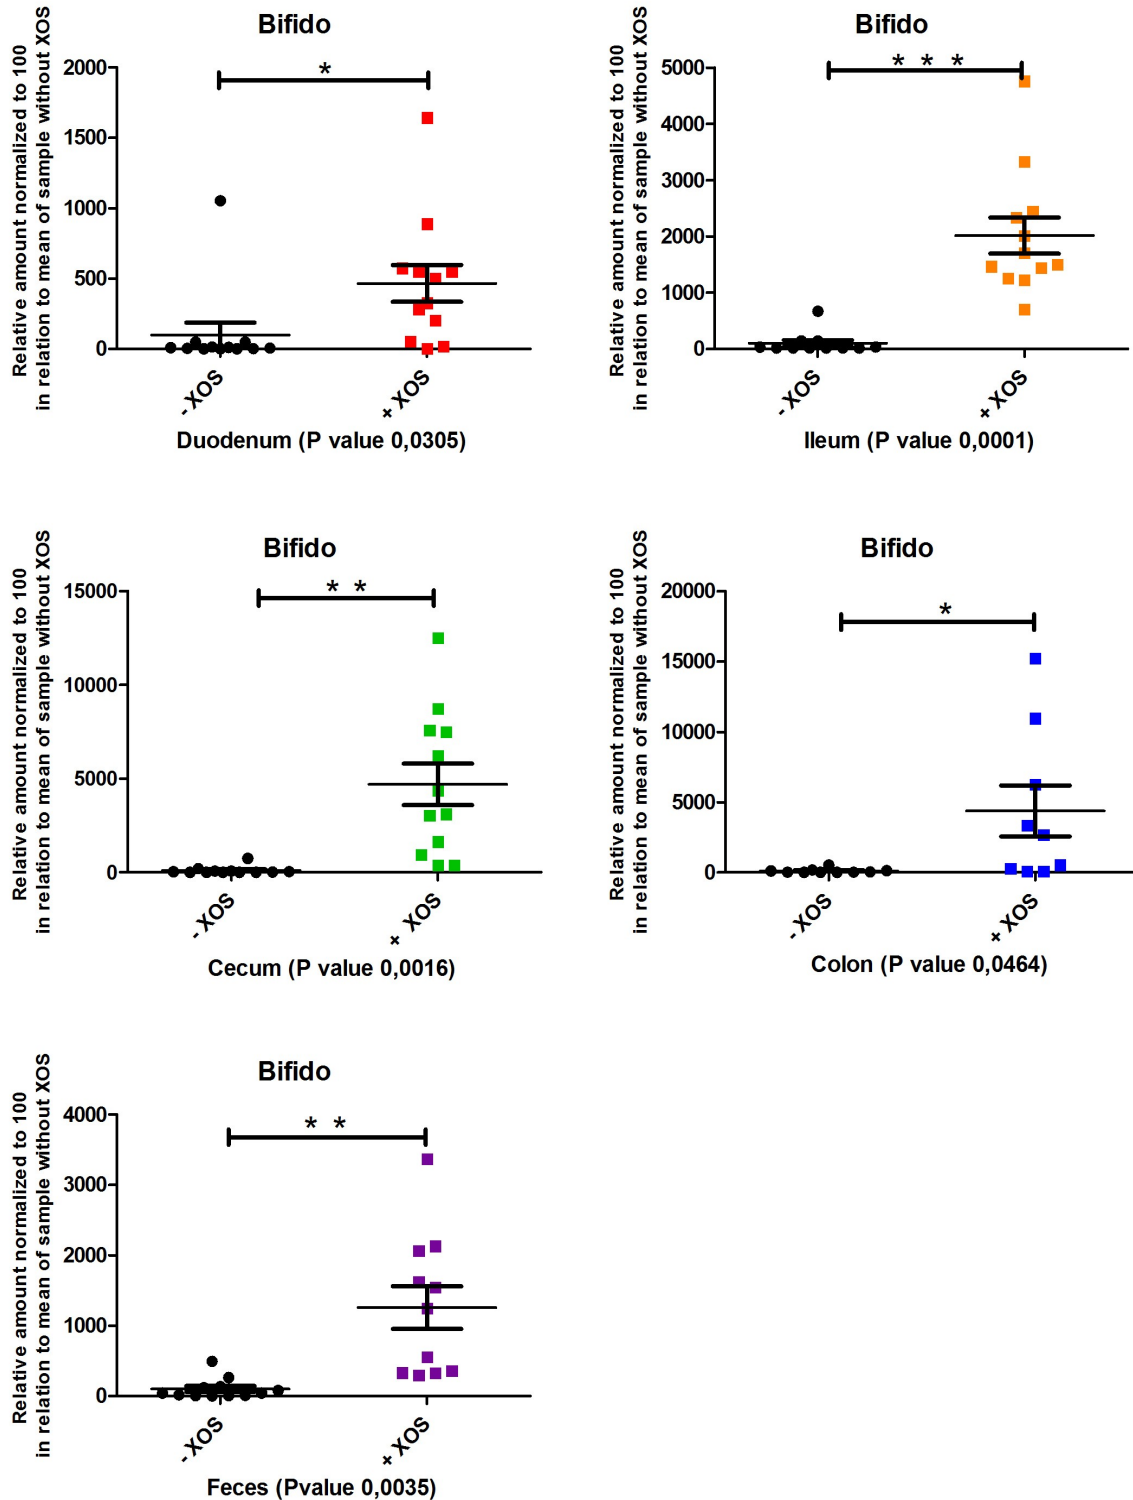 Bifido
Relative amount normalized to 100
in relation to mean of sample without XOS
2000
1500
1000
500
0
*
- XOS
+ XOS
Duodenum (P value 0,0305)
Bifido
Relative amount normalized to 100
in relation to mean of sample without XOS
5000
4000
3000
2000
1000
0
* * *
- XOS
+ XOS
Ileum (P value 0,0001)
Bifido
Relative amount normalized to 100
in relation to mean of sample without XOS
15000
10000
5000
0
* *
- XOS
+ XOS
Cecum (P value 0,0016)
Bifido
Relative amount normalized to 100
in relation to mean of sample without XOS
20000
15000
10000
5000
0
*
- XOS
+ XOS
Colon (P value 0,0464)
Bifido
Relative amount normalized to 100
in relation to mean of sample without XOS
4000
3000
2000
1000
0
* *
- XOS
+ XOS
Feces (Pvalue 0,0035)